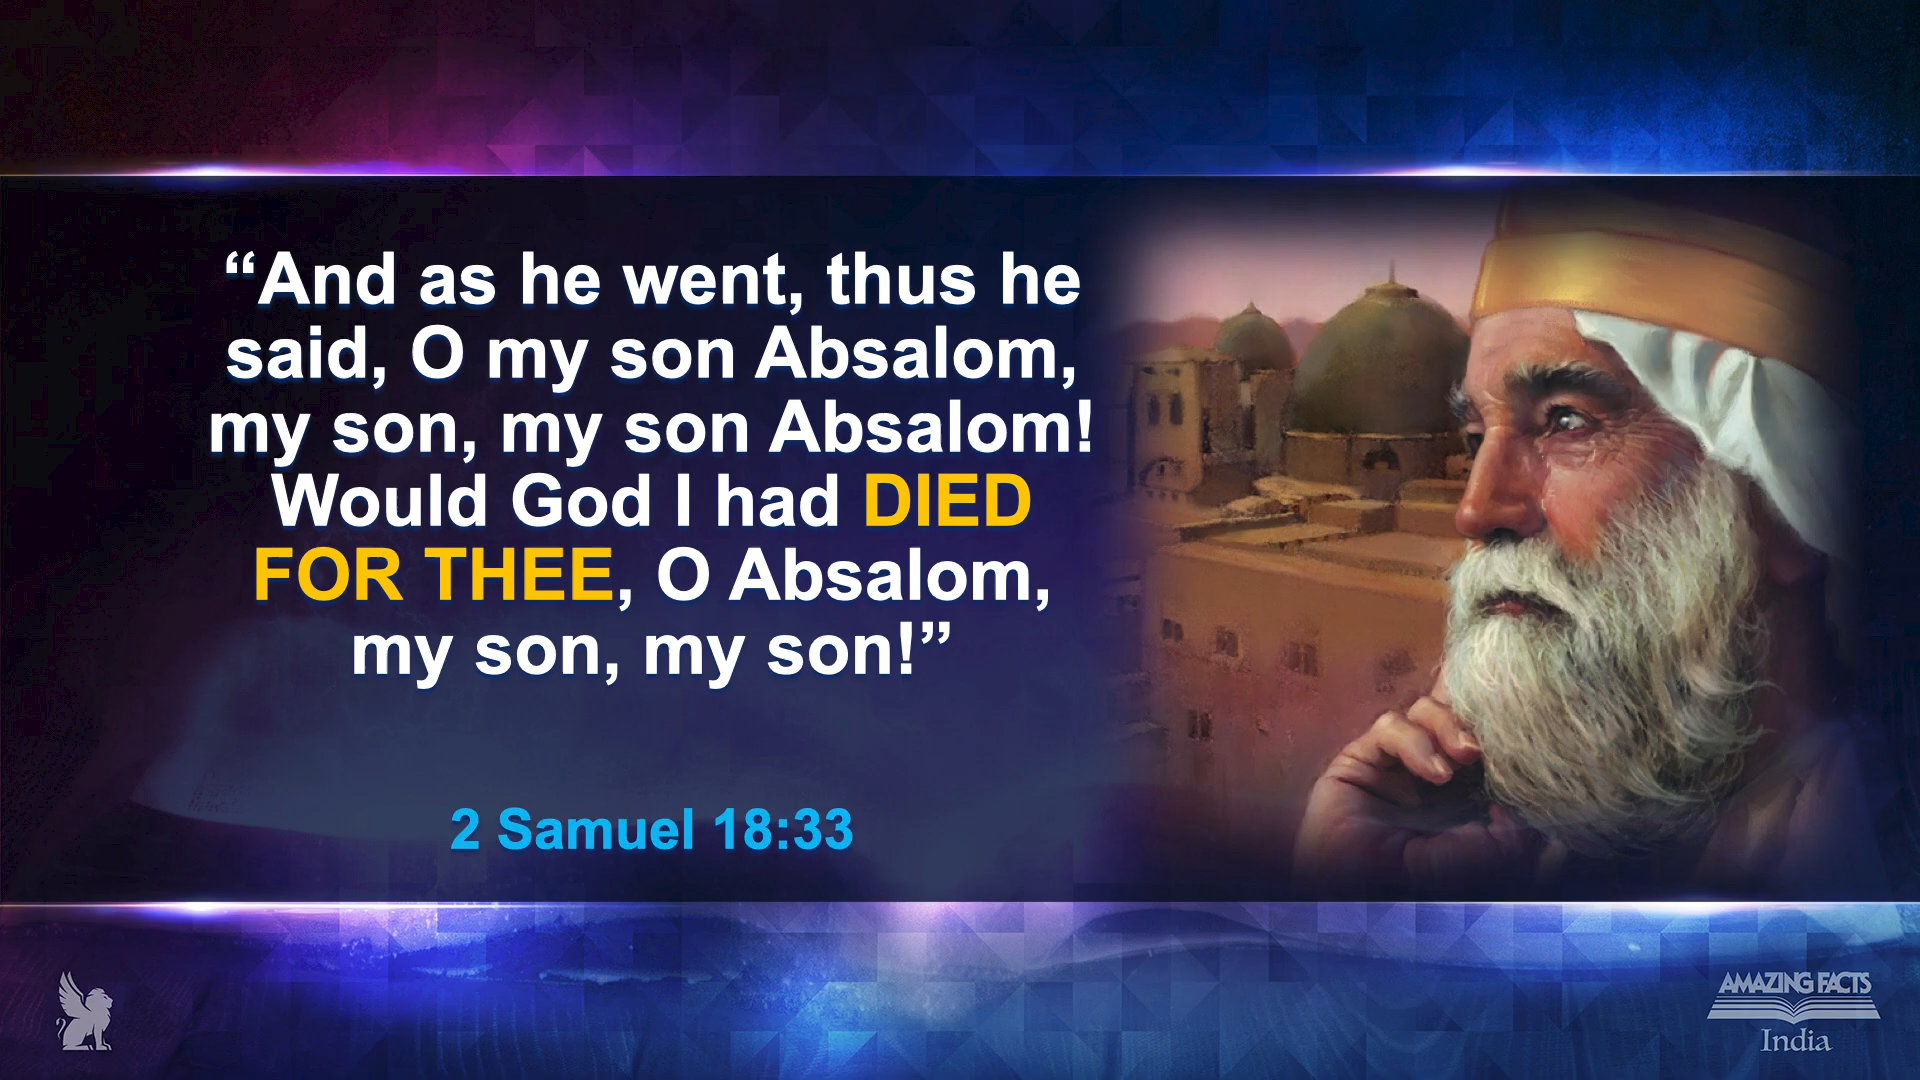 “And as he went, thus he
said, O my son Absalom,
my son, my son Absalom!
Would God I had DIED
FOR THEE, O Absalom,
my son, my son!”
2 Samuel 18:33
AMAZING FACTS
India